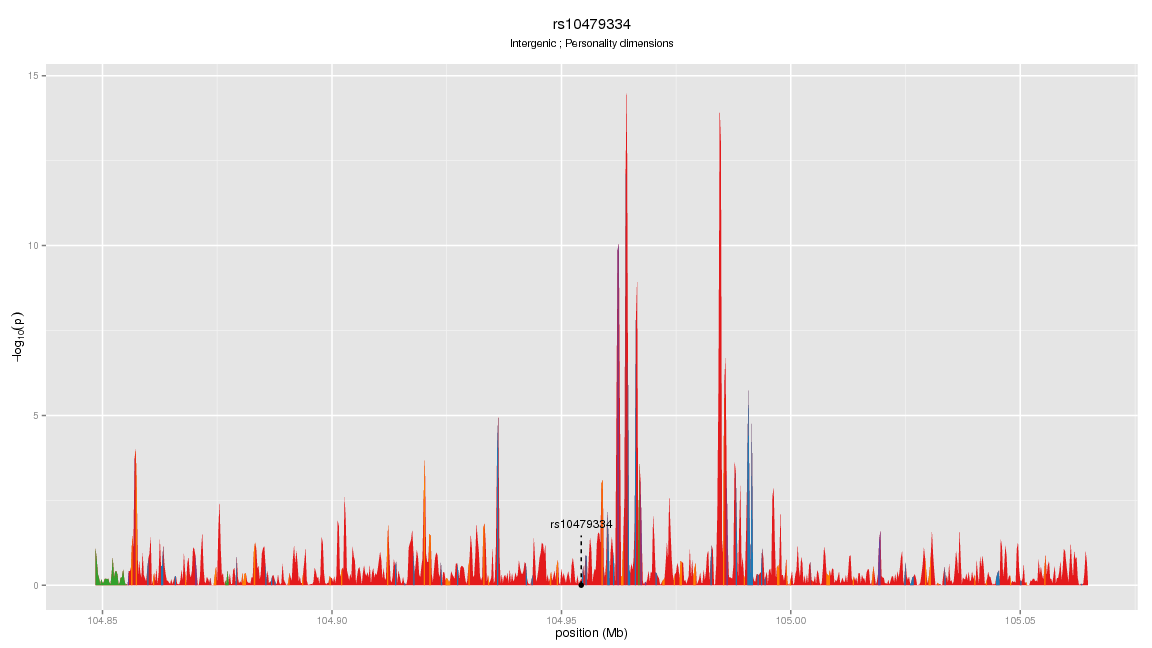 rs10479334
Intergenic ; Personality dimensions
15
10
5
0
−log10(p)
rs10479334
104.85
104.90
104.95
105.00
105.05
position (Mb)